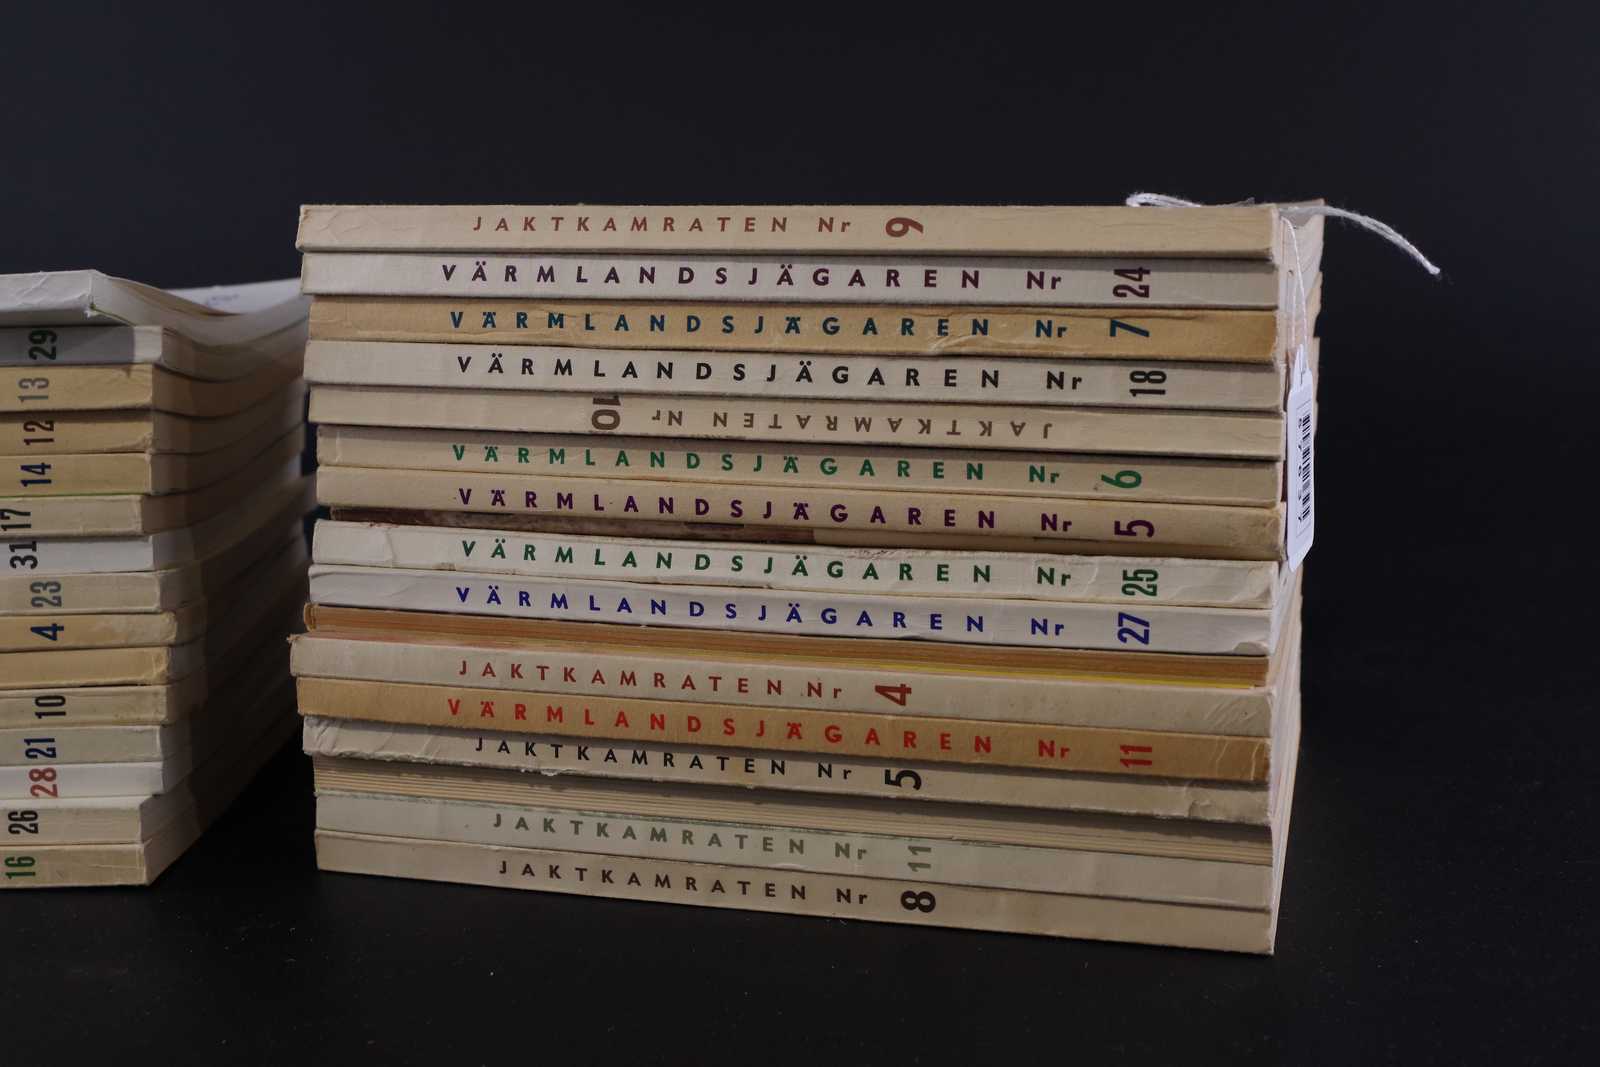 29
13
12
14
17
31
23
4
10
21
28
26
16
JAKTKAMRATEN Nr 9
VÄRMLANDSJÄGAREN Nr 24
VÄRMLANDSJÄGAREN Nr 7
VÄRMLANDSJÄGAREN Nr 18
JAKTKAMRATEN Nr 10
VÄRMLANDSJÄGAREN Nr 6
VÄRMLANDSJÄGAREN Nr 5
VÄRMLANDSJÄGAREN Nr 25
VÄRMLANDSJÄGAREN Nr 27
JAKTKAMRATEN Nr 4
VÄRMLANDSJÄGAREN Nr 11
JAKTKAMRATEN Nr 5
JAKTKAMRATEN Nr 11
JAKTKAMRATEN Nr 8